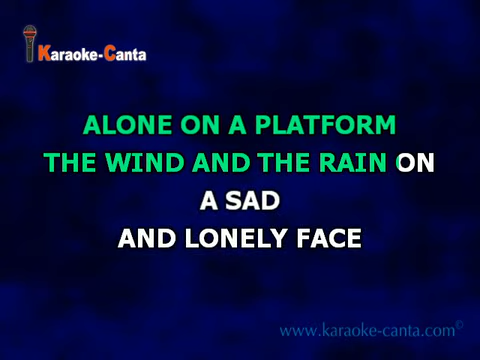 Karaoke-Canta
ALONE ON A PLATFORM
THE WIND AND THE RAIN ON
A SAD
AND LONELY FACE
www.karaoke-canta.com©